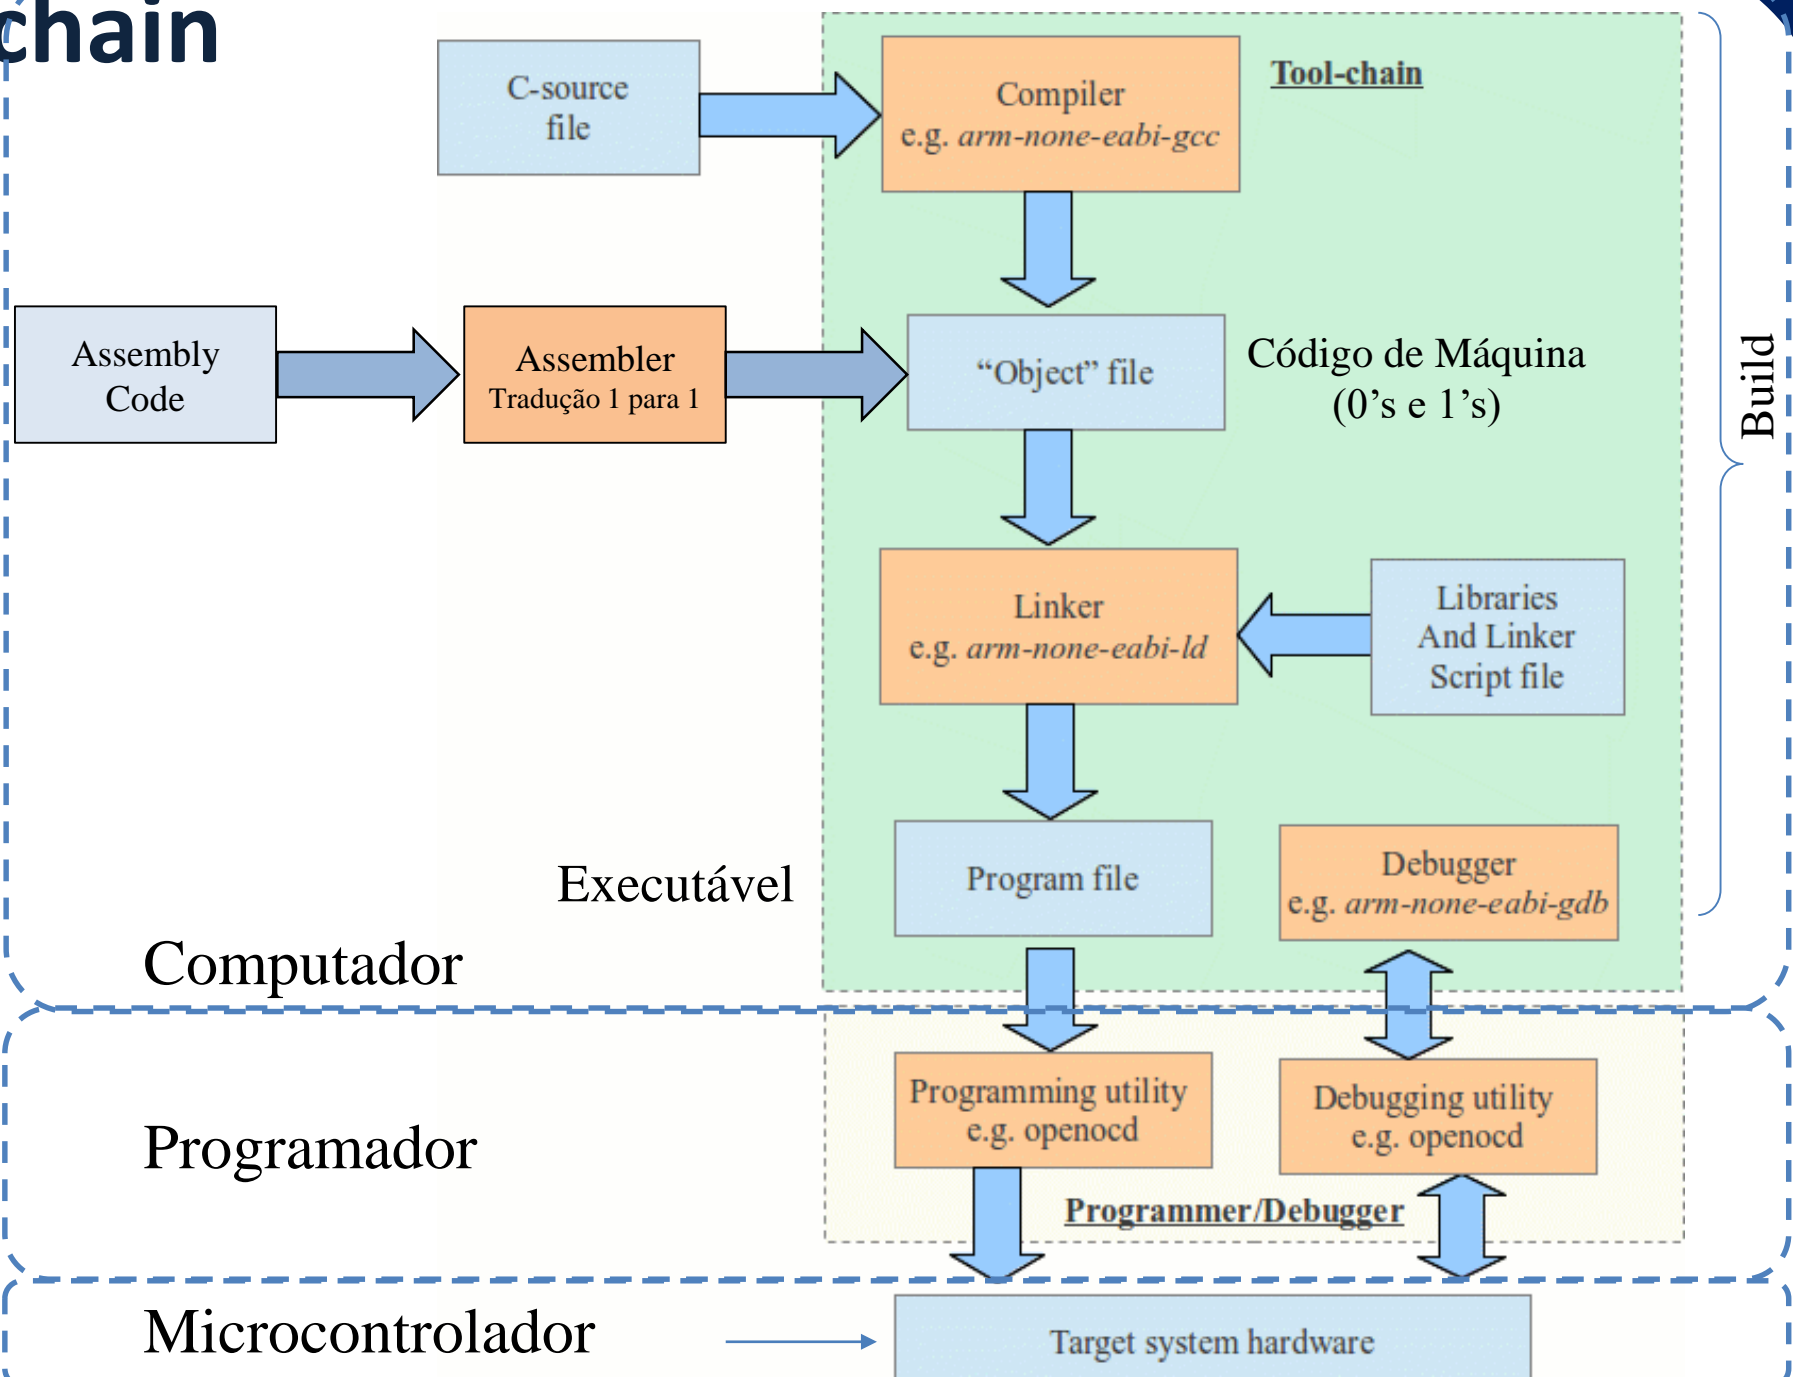 chain
C-source
file
Compiler
e.g. arm-none-eabi-gcc
Tool-chain
Assembly
Code
Assembler
Tradução 1 para 1
“Object” file
Código de Máquina
(0’s e 1’s)
Build
Linker
e.g. arm-none-eabi-ld
Libraries
And Linker
Script file
Executável
Program file
Debugger
e.g. arm-none-eabi-gdb
Computador
Programador
Programming utility
e.g. openocd
Debugging utility
e.g. openocd
Programmer/Debugger
Microcontrolador
Target system hardware